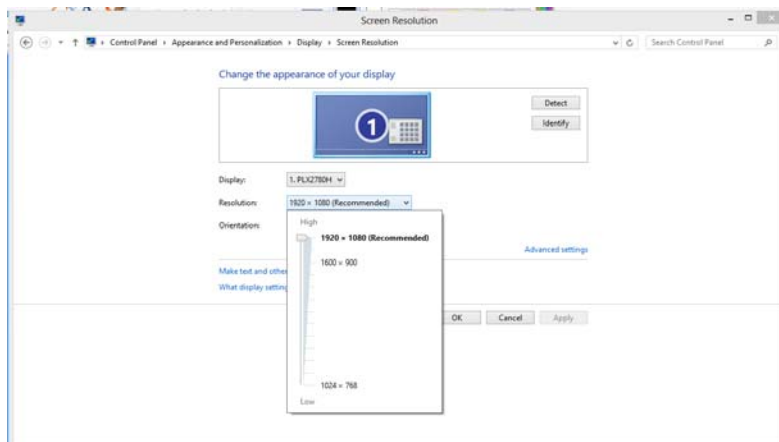 Screen Resolution
Control Panel › Appearance and Personalization › Display › Screen Resolution
Search Control Panel
Change the appearance of your display
1
Detect
Identify
Display: 1. PLX2780H
Resolution: 1920 × 1080 (Recommended)
Orientation:
High
1920 × 1080 (Recommended)
Advanced settings
1600 × 900
Make text and other
What display setting
OK Cancel Apply
1024 × 768
Low